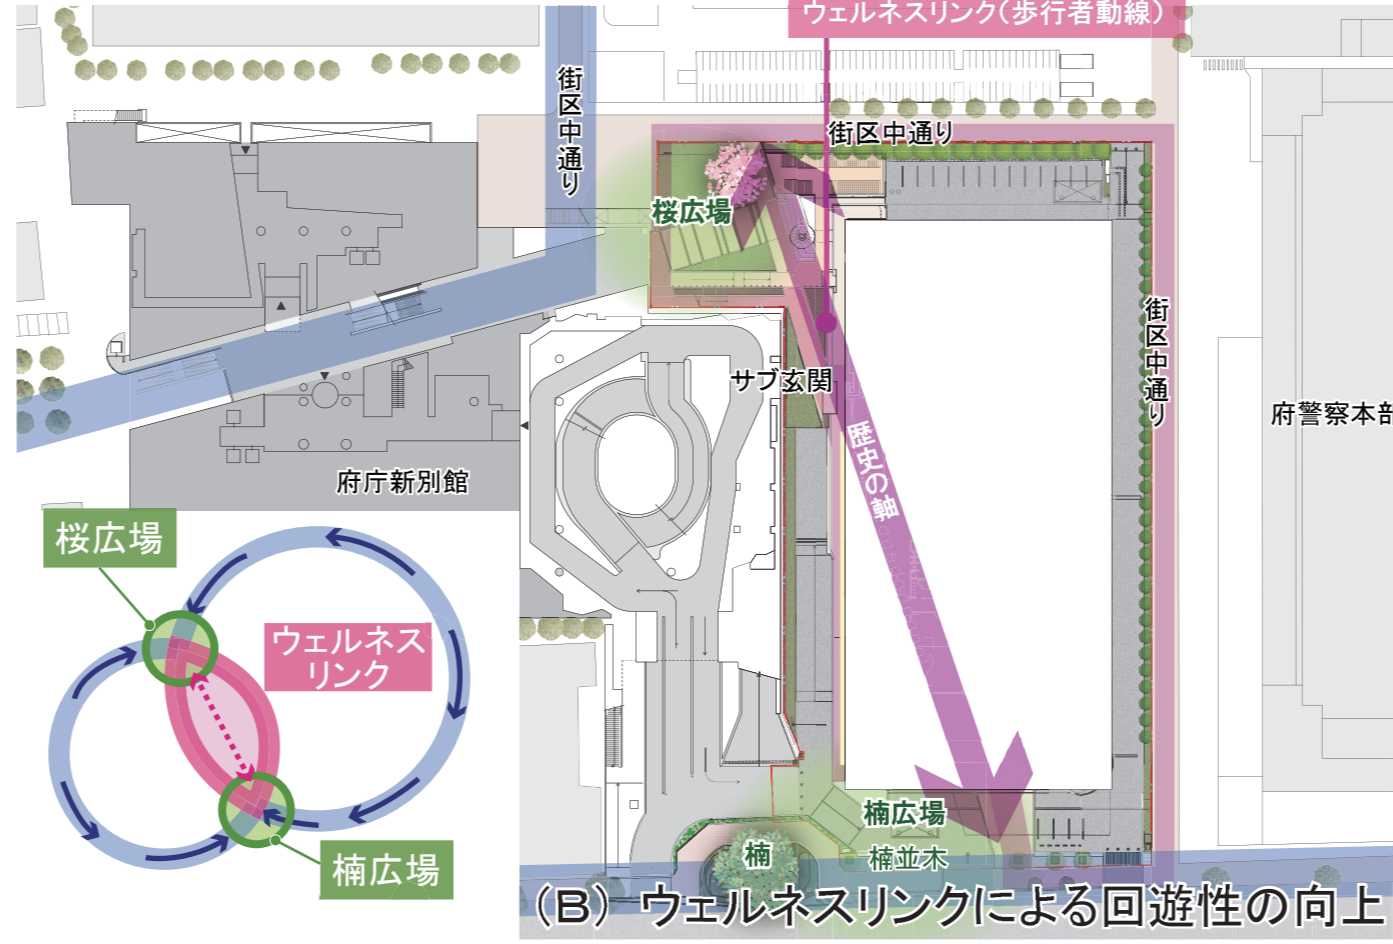 ウェルネスリンク(歩行者動線)
街区中通り
街区中通り
桜広場
街区中通り
サブ玄関
府警察本部
歴史の軸
府庁新別館
桜広場
ウェルネス
リンク
楠広場
楠広場
楠
楠並木
(B) ウェルネスリンクによる回遊性の向上